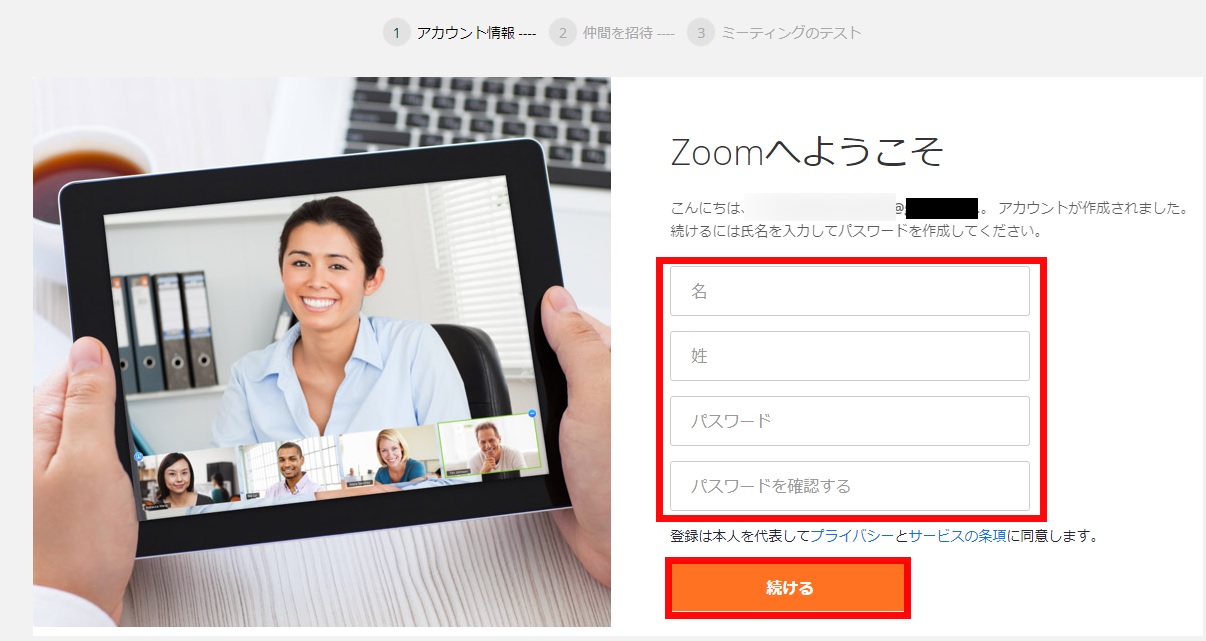 1 アカウント情報 ---- 2 仲間を招待 ---- 3 ミーティングのテスト
Zoomへようこそ
こんにちは、 @ 。 アカウントが作成されました。
続けるには氏名を入力してパスワードを作成してください。
名
姓
パスワード
パスワードを確認する
登録は本人を代表してプライバシーとサービスの条項に同意します。
続ける